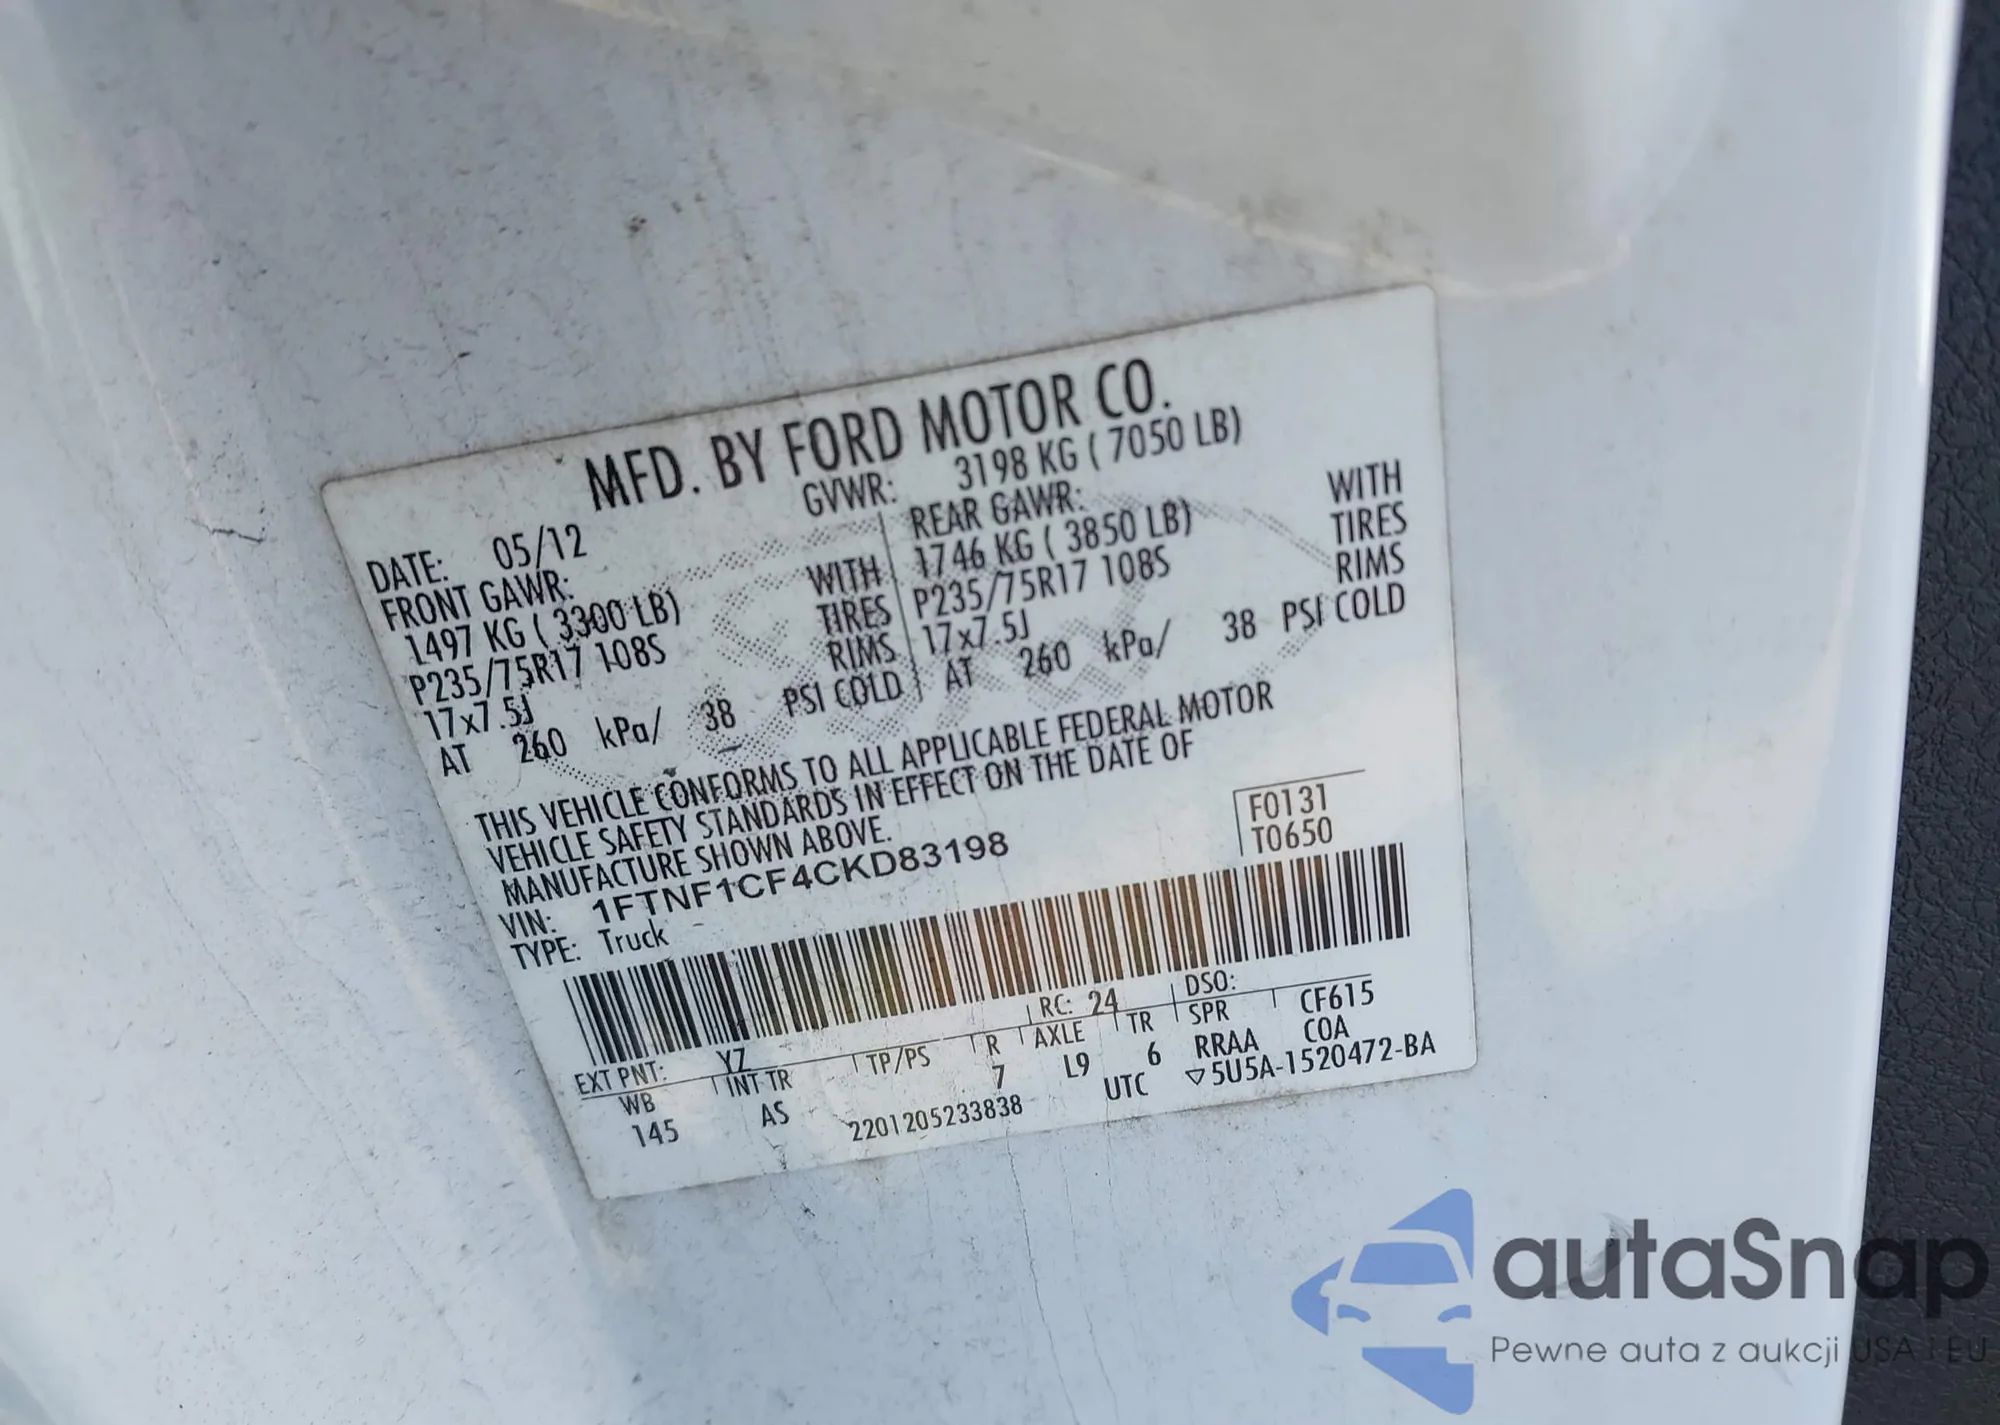 MFD. BY FORD MOTOR CO.
DATE: 05/12 GVWR: 3198 KG ( 7050 LB)
FRONT GAWR: REAR GAWR:
1497 KG ( 3300 LB) WITH 1746 KG ( 3850 LB) WITH
P235/75R17 108S TIRES P235/75R17 108S TIRES
17x7.5J RIMS 17x7.5J RIMS
AT 260 kPa/ 38 PSI COLD AT 260 kPa/ 38 PSI COLD
THIS VEHICLE CONFORMS TO ALL APPLICABLE FEDERAL MOTOR
VEHICLE SAFETY STANDARDS IN EFFECT ON THE DATE OF
MANUFACTURE SHOWN ABOVE.
VIN: 1FTNF1CF4CKD83198 F0131
TYPE: Truck T0650
EXT PNT: YZ RC: 24 DSO: CF615
WB INT TR TP/PS R AXLE TR SPR COA
145 AS 7 L9 6 RRAA
2201205233838 UTC ▽5U5A-1520472-BA
autaSnap
Pewne auta z aukcji USA i EU